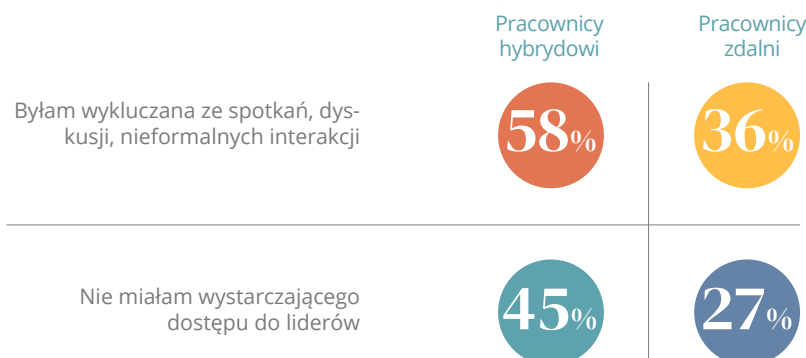 Pracownicy
hybrydowi
Pracownicy
zdalni
Byłam wykluczana ze spotkań, dys-
kusji, nieformalnych interakcji
58%
36%
Nie miałam wystarczającego
dostępu do liderów
45%
27%